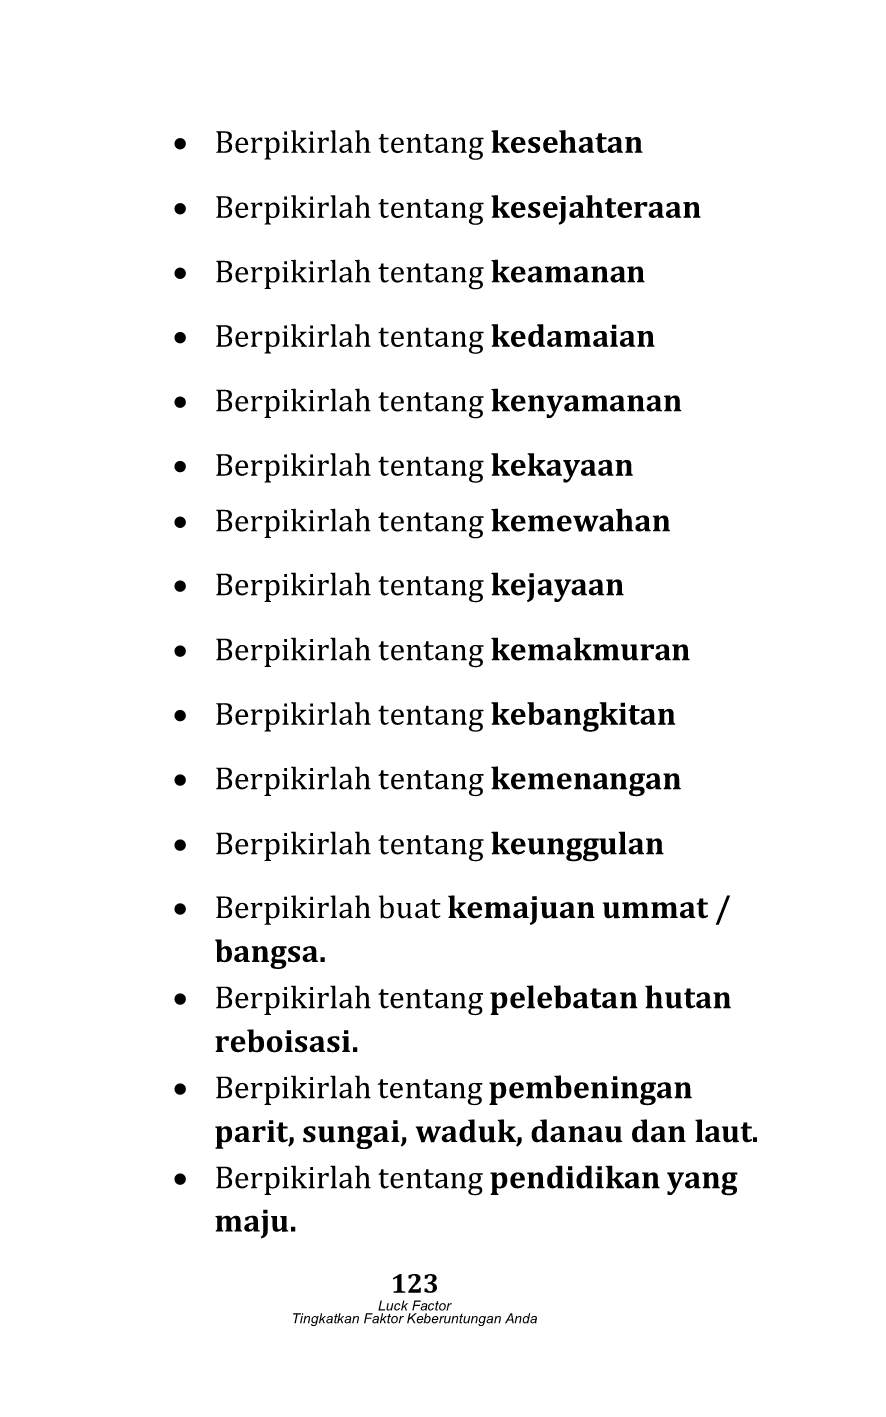 • Berpikirlah tentang kesehatan
• Berpikirlah tentang kesejahteraan
• Berpikirlah tentang keamanan
• Berpikirlah tentang kedamaian
• Berpikirlah tentang kenyamanan
• Berpikirlah tentang kekayaan
• Berpikirlah tentang kemewahan
• Berpikirlah tentang kejayaan
• Berpikirlah tentang kemakmuran
• Berpikirlah tentang kebangkitan
• Berpikirlah tentang kemenangan
• Berpikirlah tentang keunggulan
• Berpikirlah buat kemajuan ummat /
bangsa.
• Berpikirlah tentang pelebatan hutan
reboisasi.
• Berpikirlah tentang pembeningan
parit, sungai, waduk, danau dan laut.
• Berpikirlah tentang pendidikan yang
maju.
123
Luck Factor
Tingkatkan Faktor Keberuntungan Anda